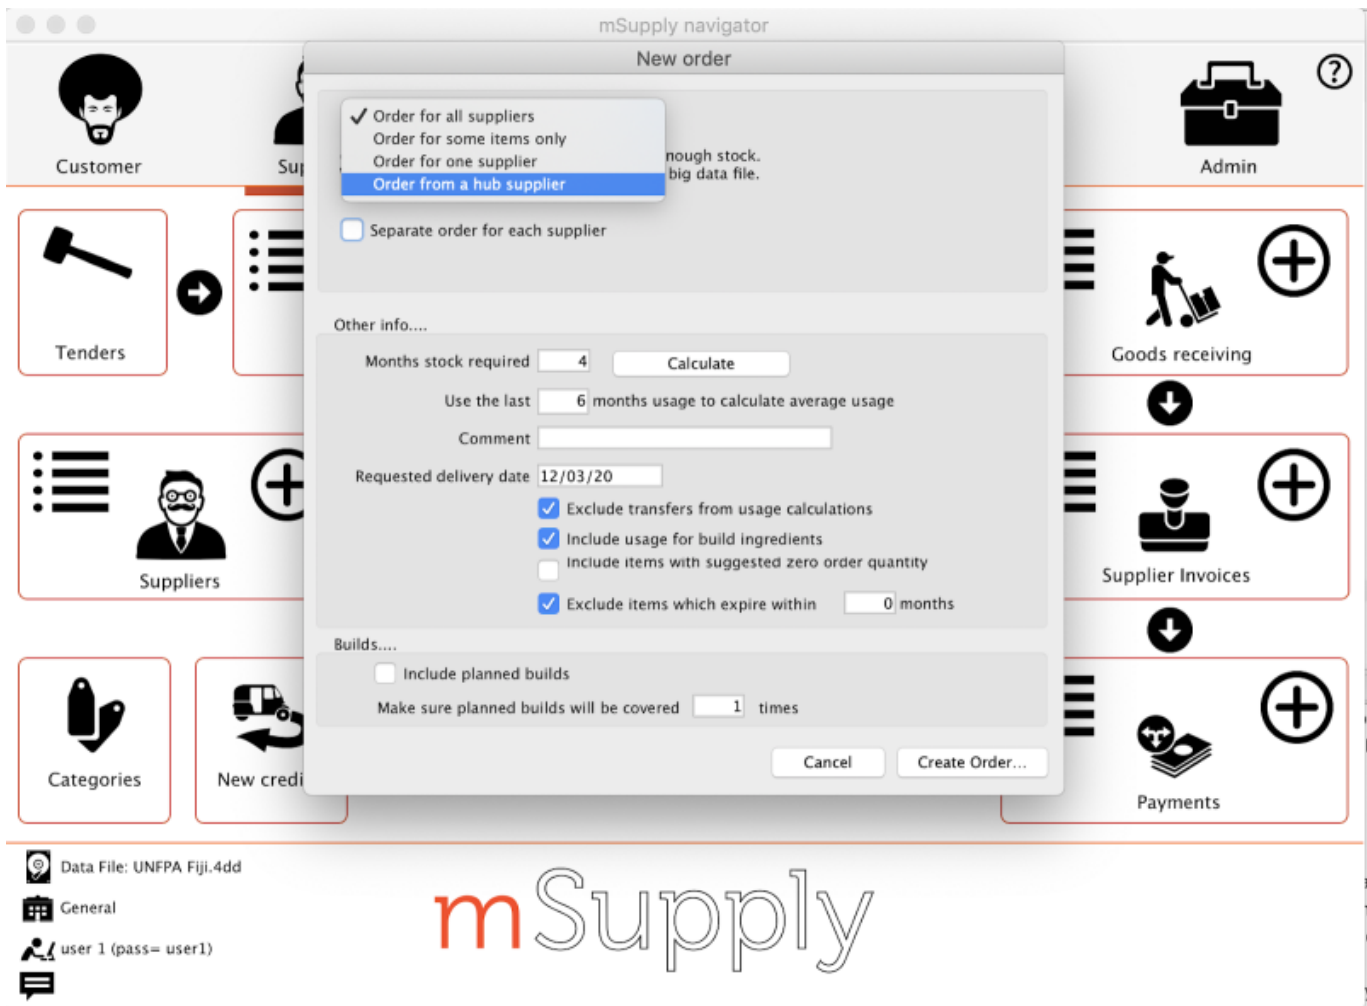 mSupply navigator
New order
?
Customer
Sup
Admin
✓ Order for all suppliers
Order for some items only
Order for one supplier
Order from a hub supplier
nough stock.
big data file.
Separate order for each supplier
Tenders
Goods receiving
Other info....
Months stock required 4 Calculate
Use the last 6 months usage to calculate average usage
Comment
Requested delivery date 12/03/20
Exclude transfers from usage calculations
Include usage for build ingredients
Include items with suggested zero order quantity
Exclude items which expire within 0 months
Suppliers
Supplier Invoices
Builds....
Include planned builds
Make sure planned builds will be covered 1 times
Cancel Create Order...
Categories
New credi
Payments
Data File: UNFPA Fiji.4dd
General
user 1 (pass= user1)
mSupply